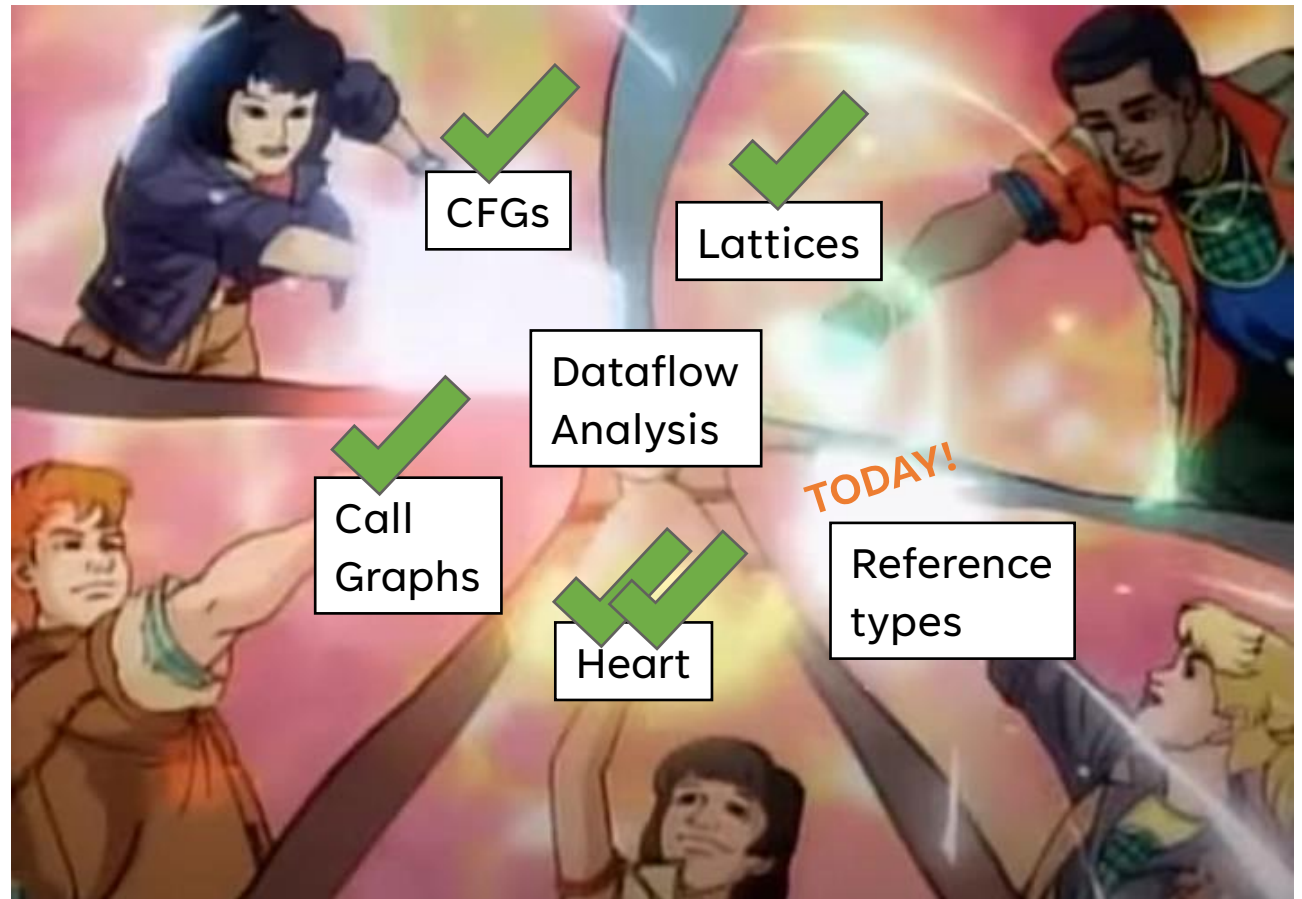 CFGs
Lattices
Dataflow
Analysis
TODAY!
Call
Graphs
Reference
types
Heart